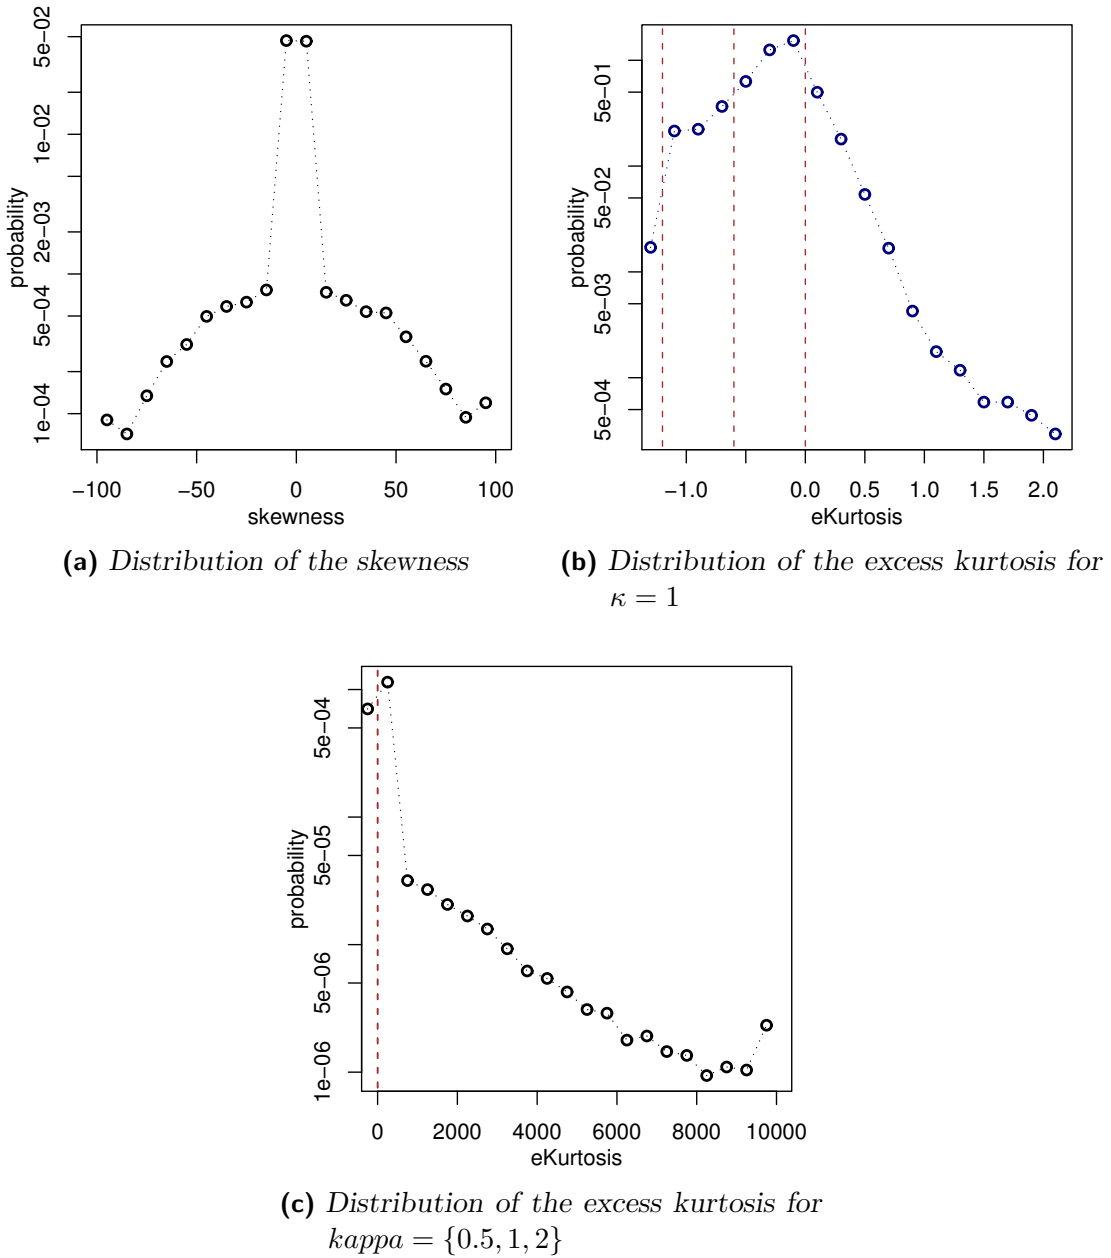 5e−02
1e−02
2e−03
5e−04
1e−04
probability
−100
−50
0
50
100
skewness
(a) Distribution of the skewness
5e−01
5e−02
5e−03
5e−04
probability
−1.0
0.0
0.5
1.0
1.5
2.0
eKurtosis
(b) Distribution of the excess kurtosis for
κ = 1
5e−04
5e−05
5e−06
1e−06
probability
0
2000
4000
6000
8000
10000
eKurtosis
(c) Distribution of the excess kurtosis for
kappa = {0.5, 1, 2}